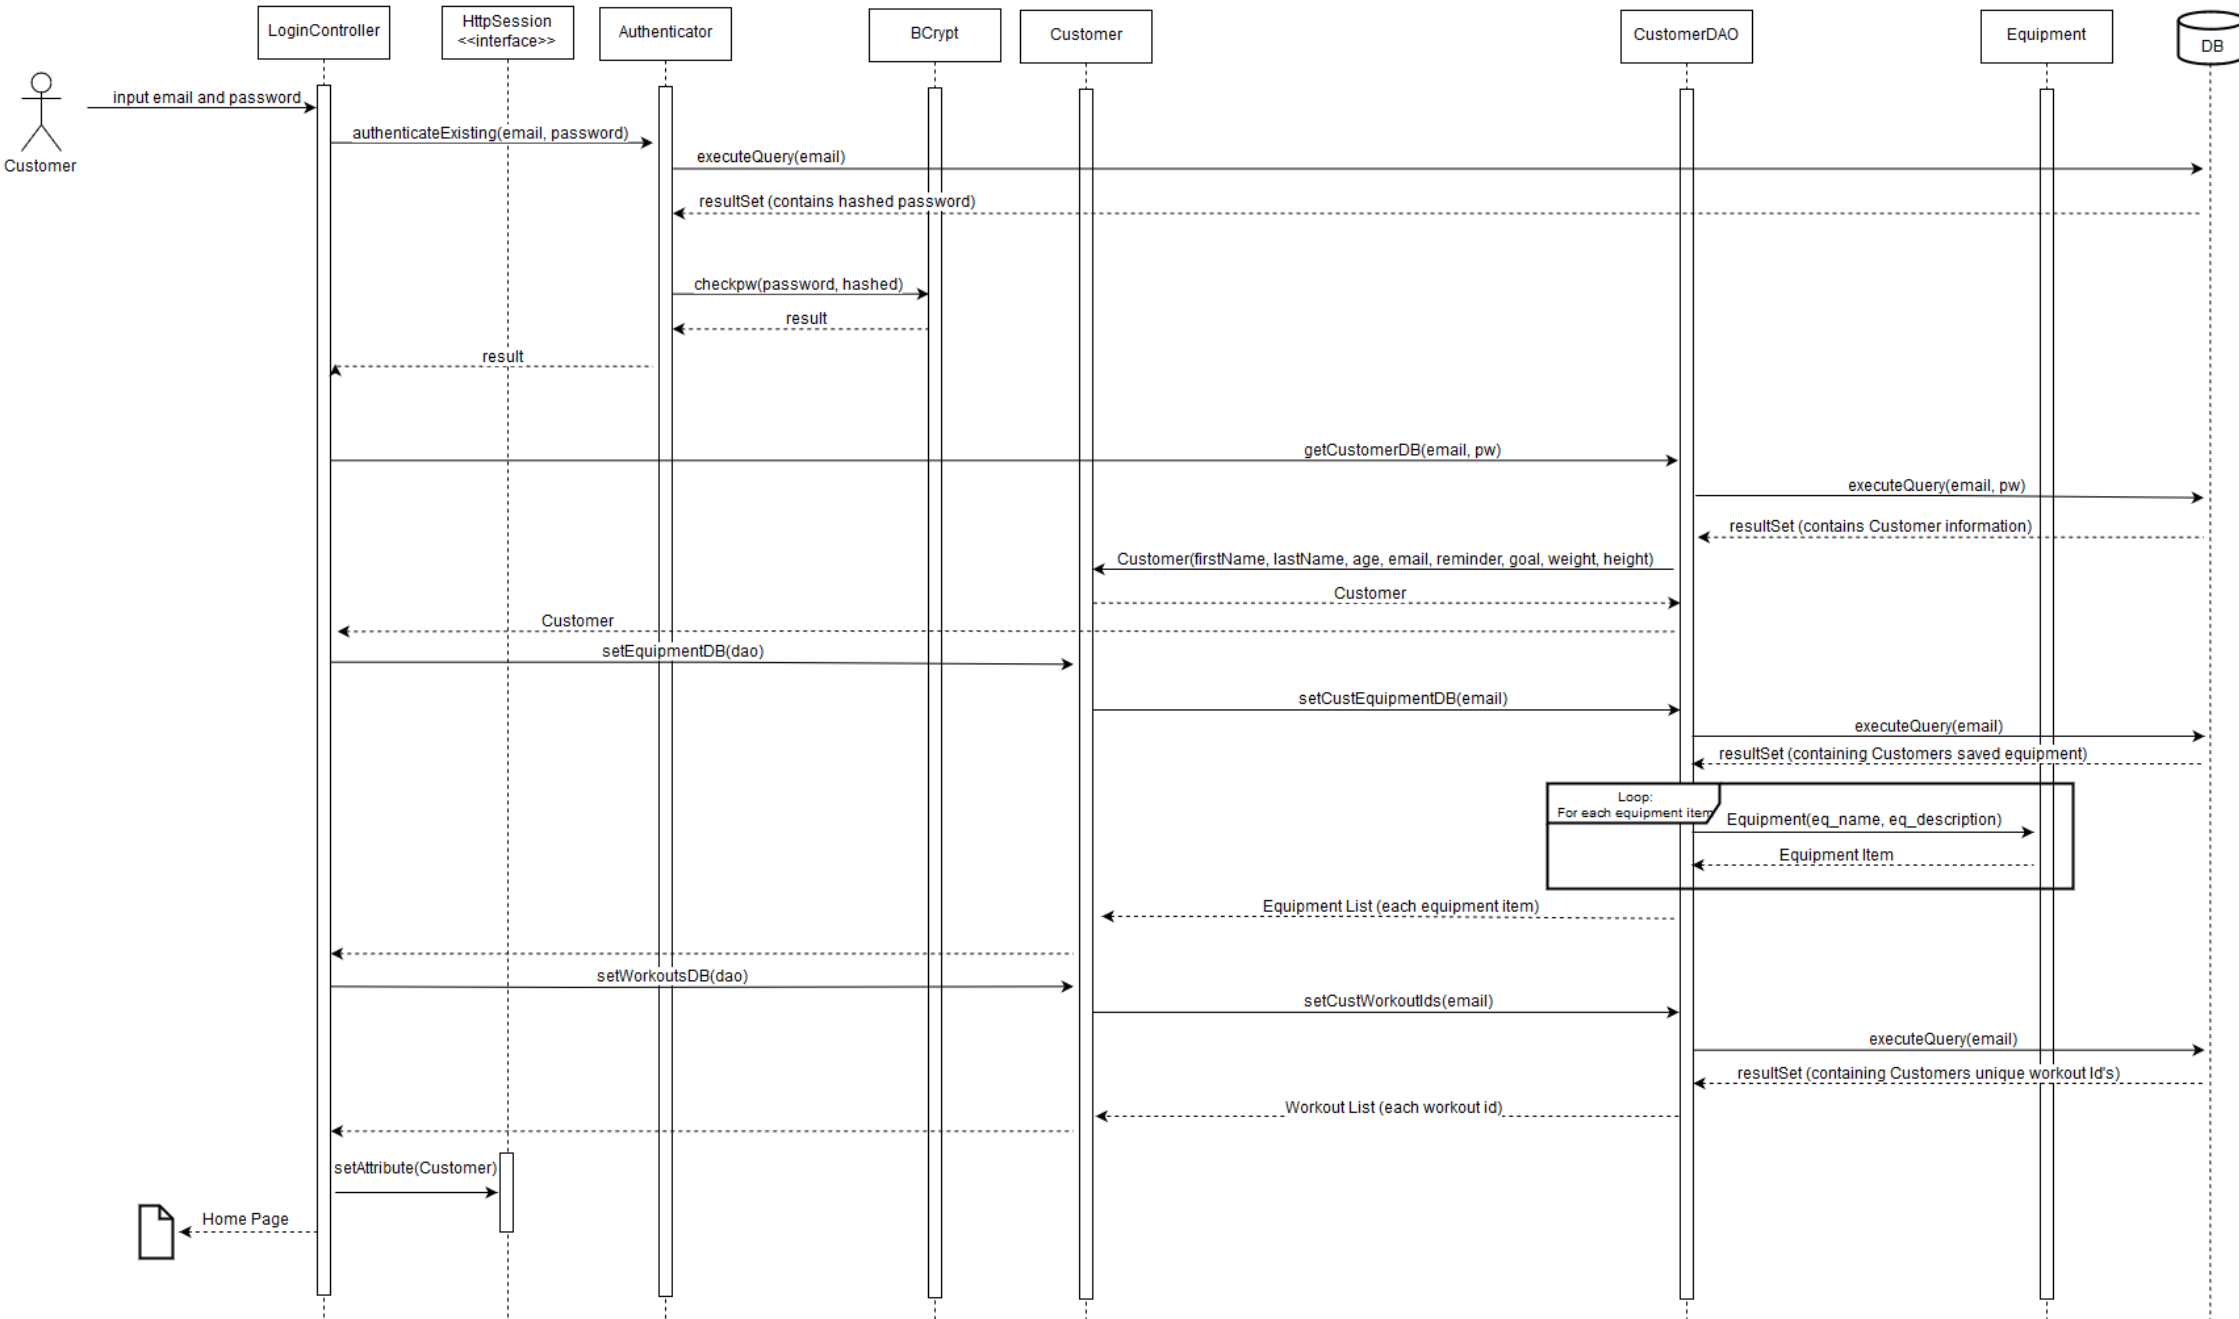 LoginController
HttpSession
<<interface>>
Authenticator
BCrypt
Customer
CustomerDAO
Equipment
DB
input email and password
Customer
authenticateExisting(email, password)
executeQuery(email)
resultSet (contains hashed password)
checkpw(password, hashed)
result
result
getCustomerDB(email, pw)
executeQuery(email, pw)
resultSet (contains Customer information)
Customer(firstName, lastName, age, email, reminder, goal, weight, height)
Customer
Customer
setEquipmentDB(dao)
setCustEquipmentDB(email)
executeQuery(email)
resultSet (containing Customers saved equipment)
Loop:
For each equipment item
Equipment(eq_name, eq_description)
Equipment Item
Equipment List (each equipment item)
setWorkoutsDB(dao)
setCustWorkoutIds(email)
executeQuery(email)
resultSet (containing Customers unique workout Id's)
Workout List (each workout id)
setAttribute(Customer)
Home Page